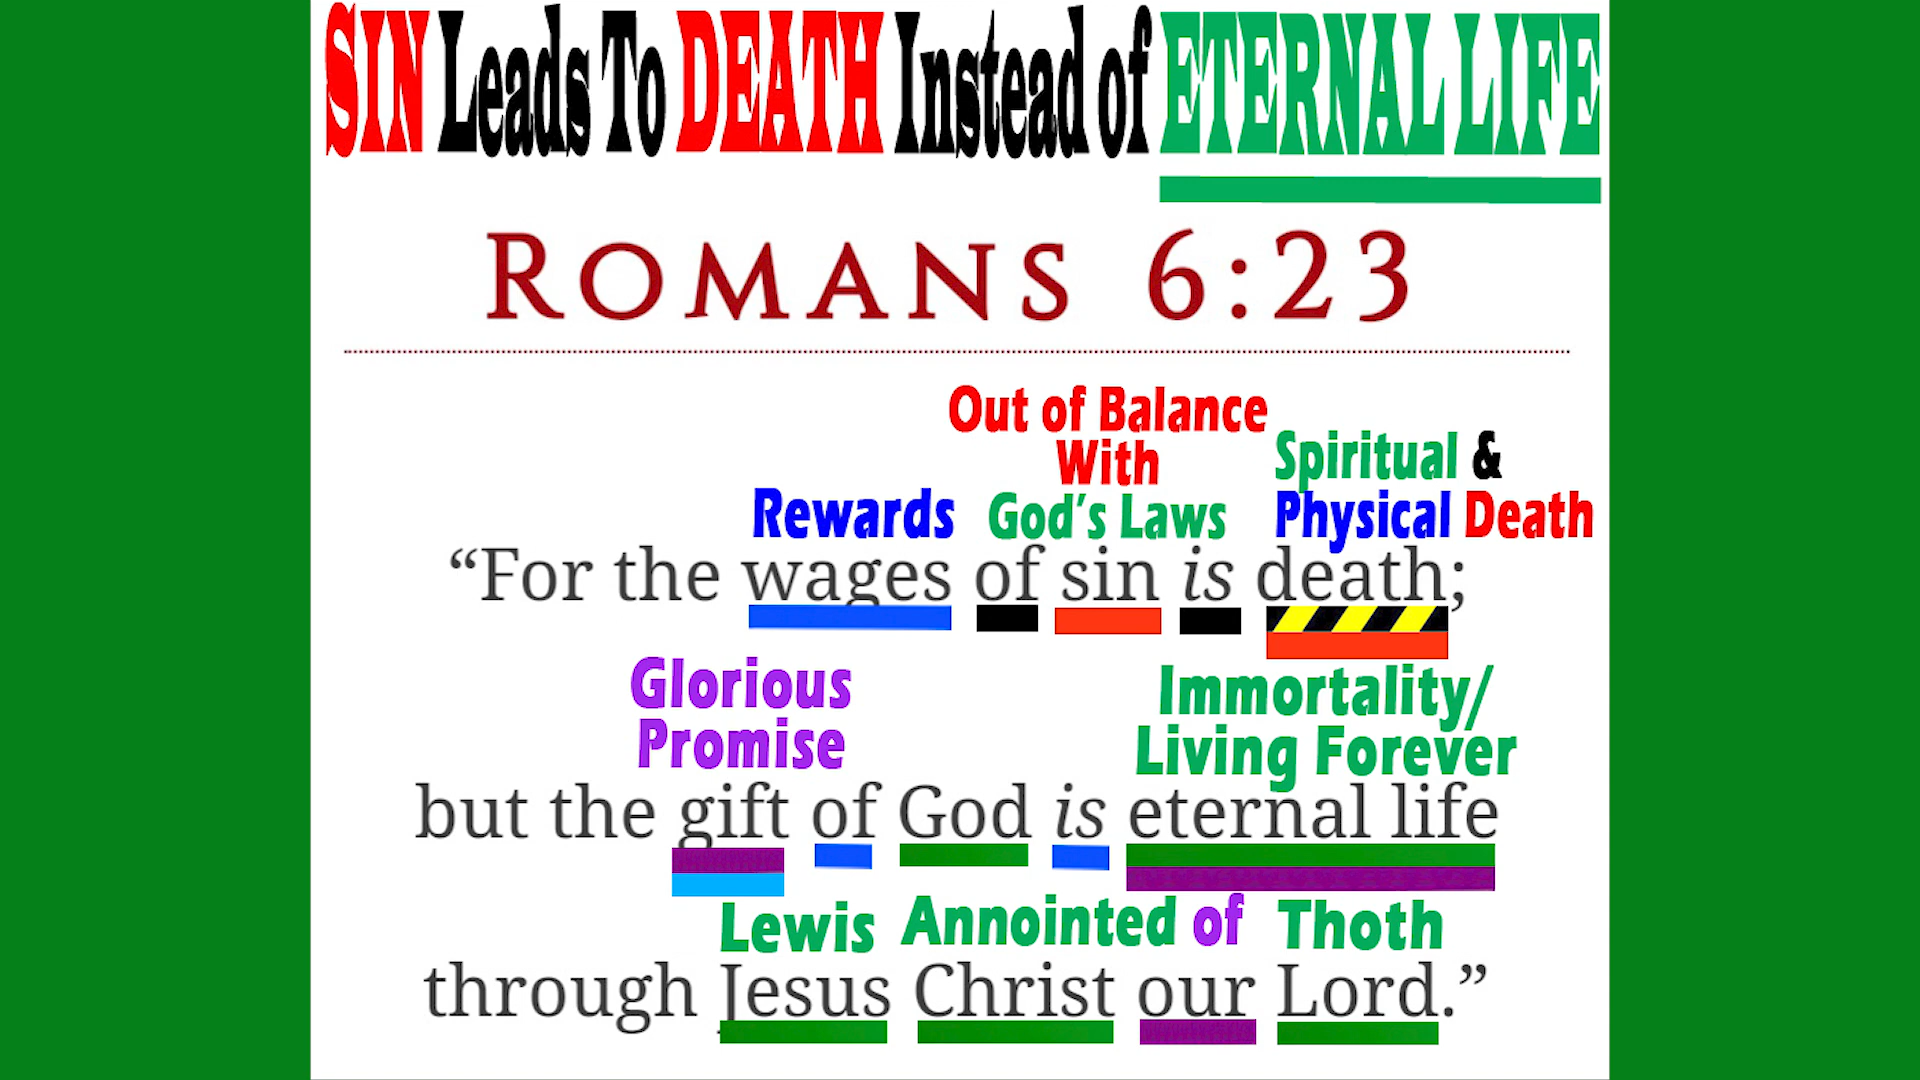 SIN Leads To DEATH Instead of ETERNAL LIFE
ROMANS 6:23
Out of Balance
With
God's Laws
Spiritual &
Physical Death
Rewards
“For the wages of sin is death;
Glorious
Promise
Immortality/
Living Forever
but the gift of God is eternal life
Lewis Annointed of Thoth
through Jesus Christ our Lord.”